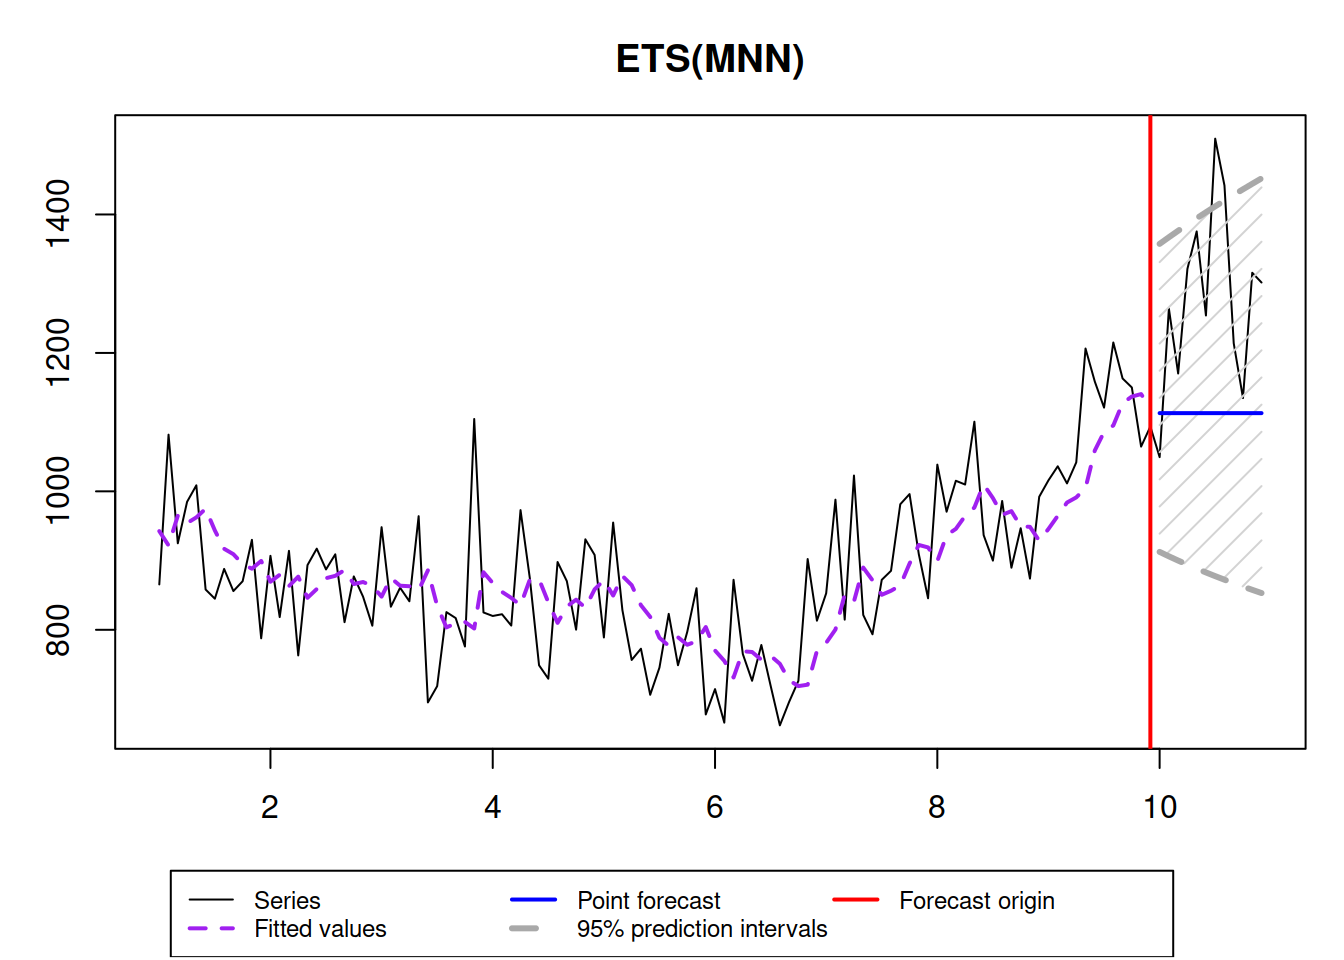 ETS(MNN)
1400
1200
1000
800
2 4 6 8 10
Series Point forecast Forecast origin
Fitted values 95% prediction intervals